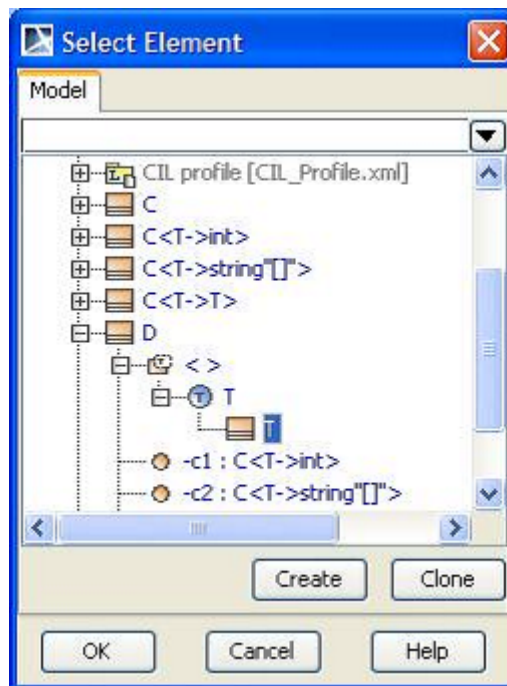 Select Element
Model
CIL profile [CIL_Profile.xml]
C
C<T->int>
C<T->string"[]">
C<T->T>
D
< >
T
T
-c1 : C<T->int>
-c2 : C<T->string"[]">
Create Clone
OK Cancel Help